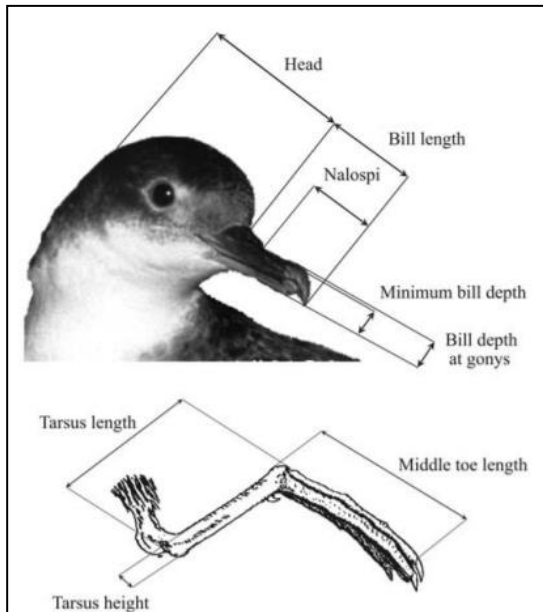 Head
Bill length
Nalospi
Minimum bill depth
Bill depth
at gonys
Tarsus length
Middle toe length
Tarsus height